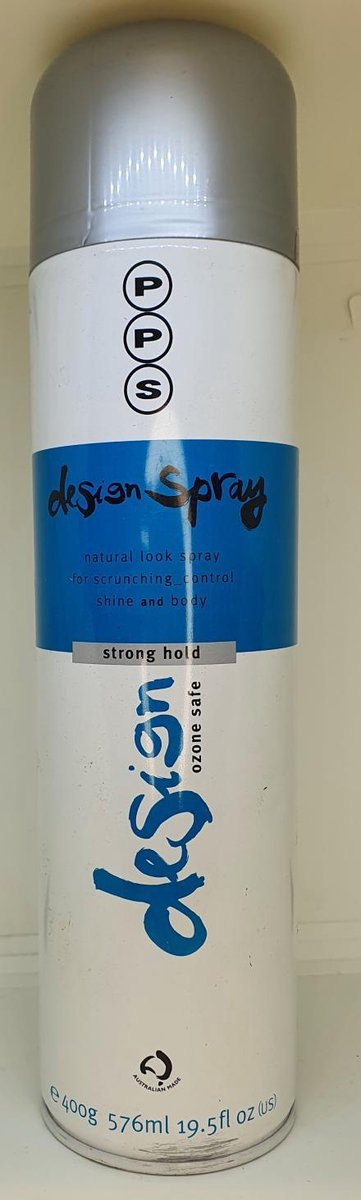 P
P
S
design spray
natural look spray
for scrunching_control
shine and body
strong hold
design
ozone safe
AUSTRALIAN MADE
e 400g 576ml 19.5fl oz (US)